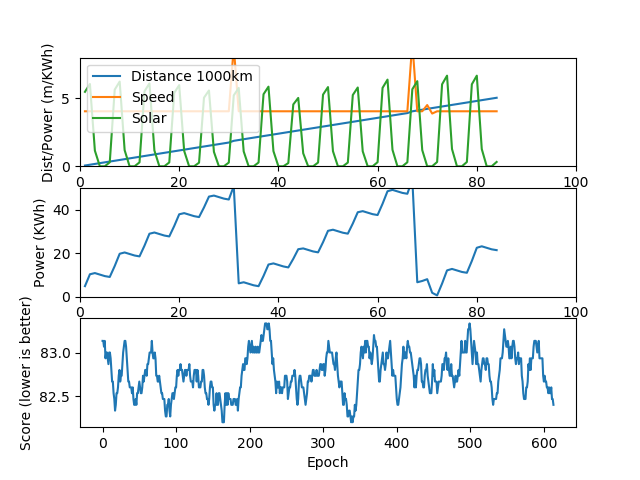 Dist/Power (m/KWh)
Distance 1000km
Speed
Solar
5
0
0 20 40 60 80 100
Power (KWh)
40
20
0
0 20 40 60 80 100
Score (lower is better)
83.0
82.5
0 100 200 300 400 500 600
Epoch